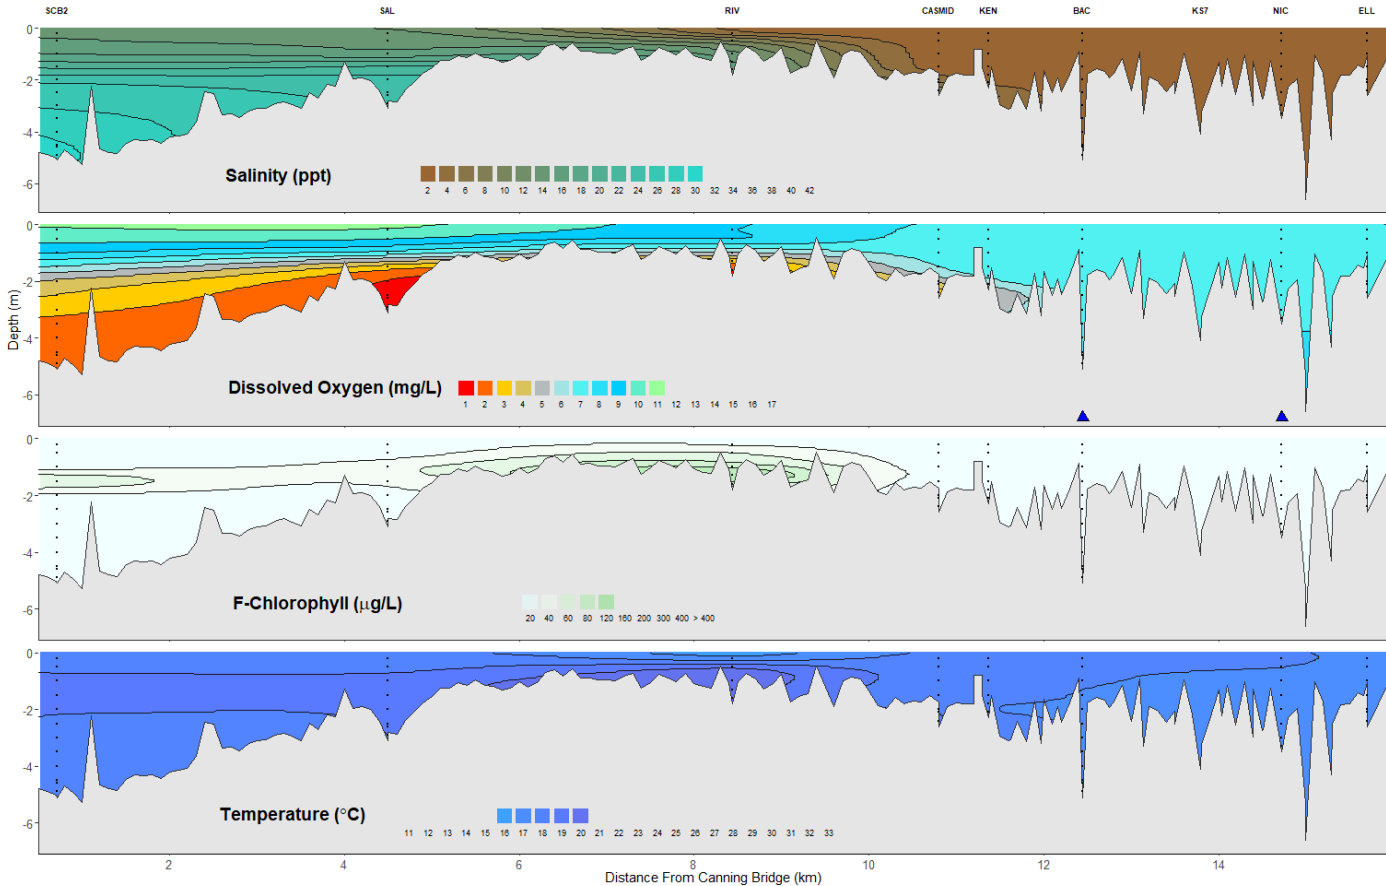 SCB2 SAL RIV CASMID KEN BAC KS7 NIC ELL
0
-2
-4
-6
Salinity (ppt)
2 4 6 8 10 12 14 16 18 20 22 24 26 28 30 32 34 36 38 40 42
0
-2
-4
-6
Depth (m)
Dissolved Oxygen (mg/L)
1 2 3 4 5 6 7 8 9 10 11 12 13 14 15 16 17
0
-2
-4
-6
F-Chlorophyll (μg/L)
20 40 60 80 120 160 200 300 400 > 400
0
-2
-4
-6
Temperature (°C)
11 12 13 14 15 16 17 18 19 20 21 22 23 24 25 26 27 28 29 30 31 32 33
2 4 6 8 10 12 14
Distance From Canning Bridge (km)